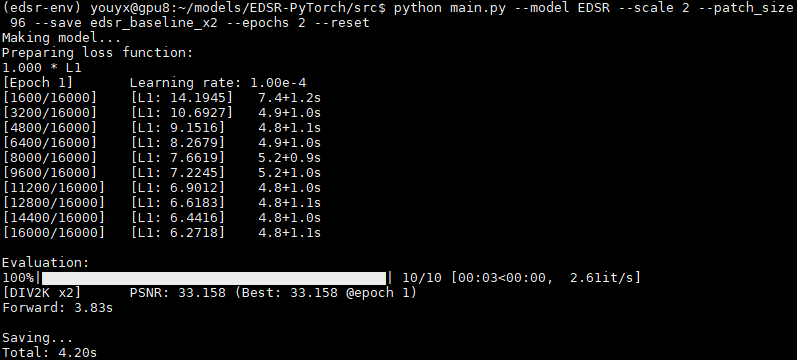 (edsr-env) youyx@gpu8:~/models/EDSR-PyTorch/src$ python main.py --model EDSR --scale 2 --patch_size
 96 --save edsr_baseline_x2 --epochs 2 --reset
Making model...
Preparing loss function:
1.000 * L1
[Epoch 1]       Learning rate: 1.00e-4
[1600/16000]    [L1: 14.1945]   7.4+1.2s
[3200/16000]    [L1: 10.6927]   4.9+1.0s
[4800/16000]    [L1: 9.1516]    4.8+1.1s
[6400/16000]    [L1: 8.2679]    4.9+1.0s
[8000/16000]    [L1: 7.6619]    5.2+0.9s
[9600/16000]    [L1: 7.2245]    5.2+1.0s
[11200/16000]   [L1: 6.9012]    4.8+1.0s
[12800/16000]   [L1: 6.6183]    4.8+1.1s
[14400/16000]   [L1: 6.4416]    4.8+1.0s
[16000/16000]   [L1: 6.2718]    4.8+1.1s

Evaluation:
100%|██████████| 10/10 [00:03<00:00,  2.61it/s]
[DIV2K x2]      PSNR: 33.158 (Best: 33.158 @epoch 1)
Forward: 3.83s

Saving...
Total: 4.20s